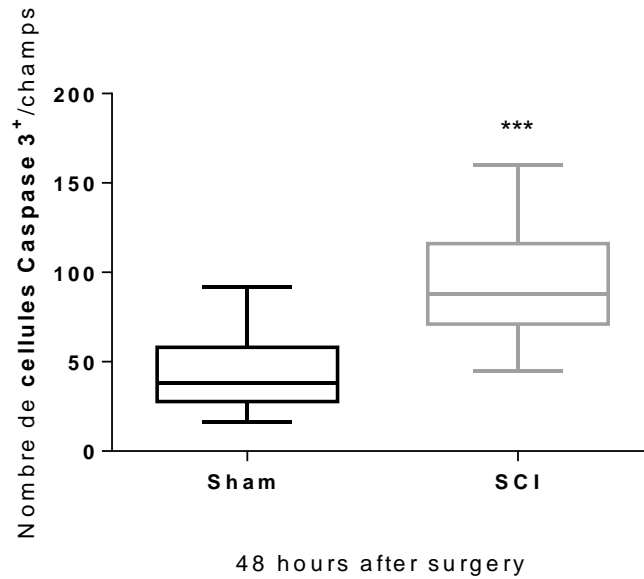 Nombre de cellules Caspase 3⁺/champs
200
150
100
50
0
***
Sham SCI
48 hours after surgery